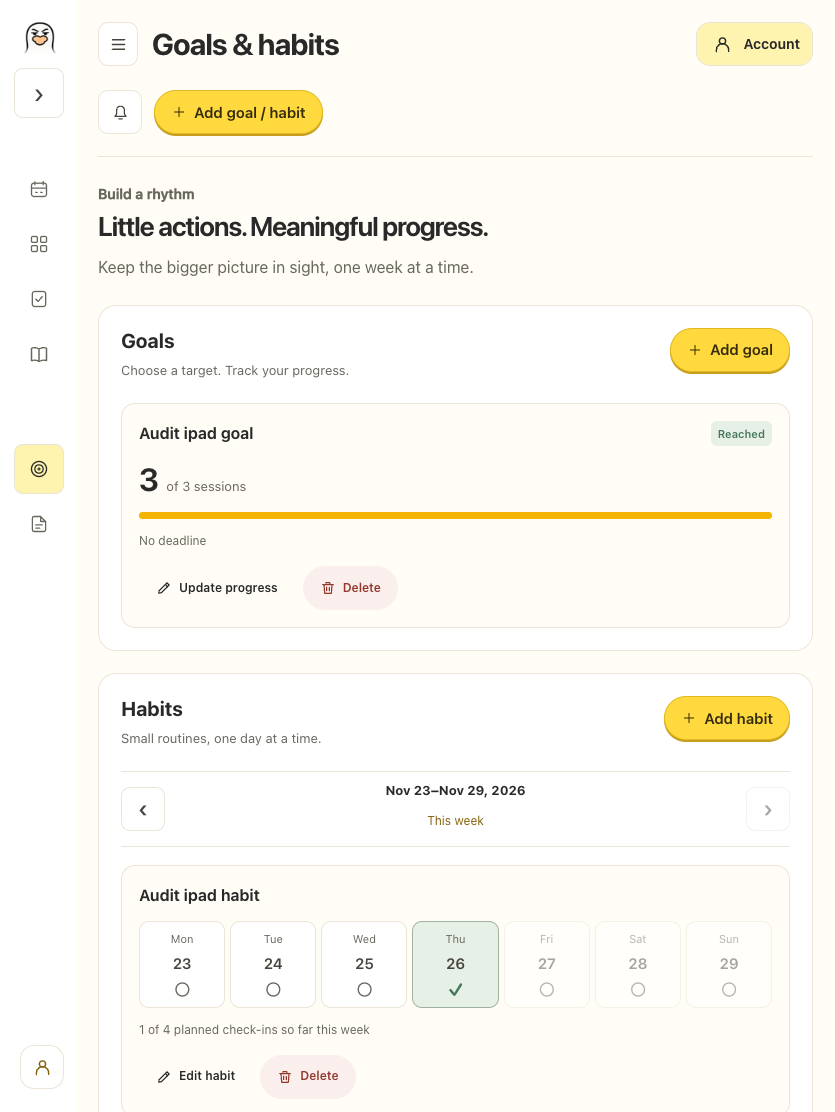 Goals & habits
Account
Add goal / habit
Build a rhythm
Little actions. Meaningful progress.
Keep the bigger picture in sight, one week at a time.
Goals
Choose a target. Track your progress.
Add goal
Audit ipad goal
Reached
3 of 3 sessions
No deadline
Update progress
Delete
Habits
Small routines, one day at a time.
Add habit
Nov 23–Nov 29, 2026
This week
Audit ipad habit
Mon Tue Wed Thu Fri Sat Sun
23 24 25 26 27 28 29
1 of 4 planned check-ins so far this week
Edit habit
Delete